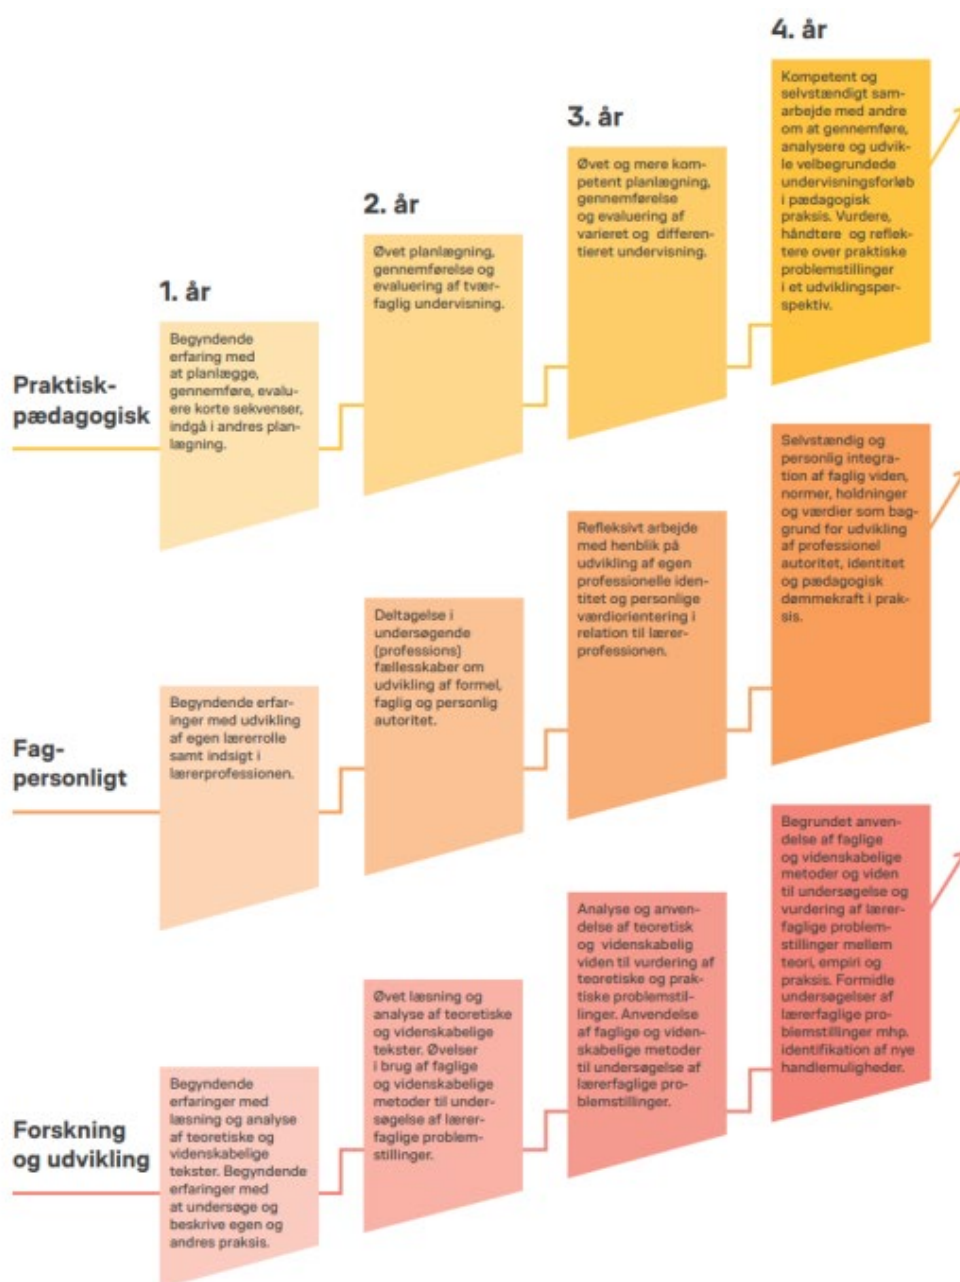 4. år
Kompetent og
selvstændigt sam-
arbejde med andre
om at gennemføre,
analysere og udvik-
le velbegrundede
undervisningsforløb
i pædagogisk
praksis. Vurdere,
håndtere og reflek-
tere over praktiske
problemstillinger
i et udviklingsper-
spektiv.
3. år
Øvet og mere kom-
petent planlægning,
gennemførelse
og evaluering af
varieret og differen-
tieret undervisning.
2. år
Øvet planlægning,
gennemførelse og
evaluering af tvær-
faglig undervisning.
1. år
Begyndende
erfaring med
at planlægge,
gennemføre, evalu-
ere korte sekvenser,
indgå i andres plan-
lægning.
Praktisk-
pædagogisk
Selvstændig og
personlig integra-
tion af faglig viden,
normer, holdninger
og værdier som bag-
grund for udvikling
af professionel
autoritet, identitet
og pædagogisk
dømmekraft i prak-
sis.
Refleksivt arbejde
med henblik på
udvikling af egen
professionelle iden-
titet og personlige
værdiorientering i
relation til lærer-
professionen.
Deltagelse i
undersøgende
(professions)
fællesskaber om
udvikling af formel,
faglig og personlig
autoritet.
Begyndende erfar-
inger med udvikling
af egen lærerrolle
samt indsigt i
lærerprofessionen.
Fag-
personligt
Begrundet anven-
delse af faglige
og videnskabelige
metoder og viden
til undersøgelse og
vurdering af lærer-
faglige problem-
stillinger mellem
teori, empiri og
praksis. Formidle
undersøgelser af
lærerfaglige pro-
blemstillinger mhp.
identifikation af nye
handlemuligheder.
Analyse og anven-
delse af teoretisk
og videnskabelig
viden til vurdering af
teoretiske og prak-
tiske problemstil-
linger. Anvendelse
af faglige og viden-
skabelige metoder
til undersøgelse af
lærerfaglige pro-
blemstillinger.
Øvet læsning og
analyse af teoretiske
og videnskabelige
tekster. Øvelser
i brug af faglige
og videnskabelige
metoder til under-
søgelse af lærer-
faglige problem-
stillinger.
Begyndende
erfaringer med
læsning og analyse
af teoretiske og
videnskabelige
tekster. Begyndende
erfaringer med
at undersøge og
beskrive egen og
andres praksis.
Forskning
og udvikling